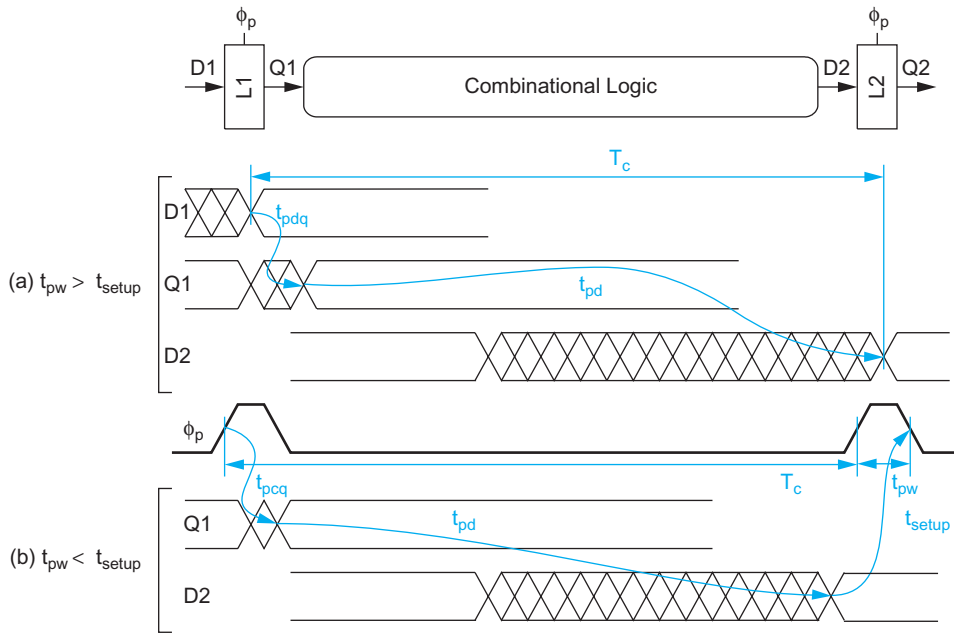 ϕp ϕp
D1 L1 Q1 Combinational Logic D2 L2 Q2
Tc
D1 tpdq
(a) tpw > tsetup Q1 tpd
D2
ϕp
tpcq Tc tpw
Q1 tpd tsetup
(b) tpw < tsetup
D2